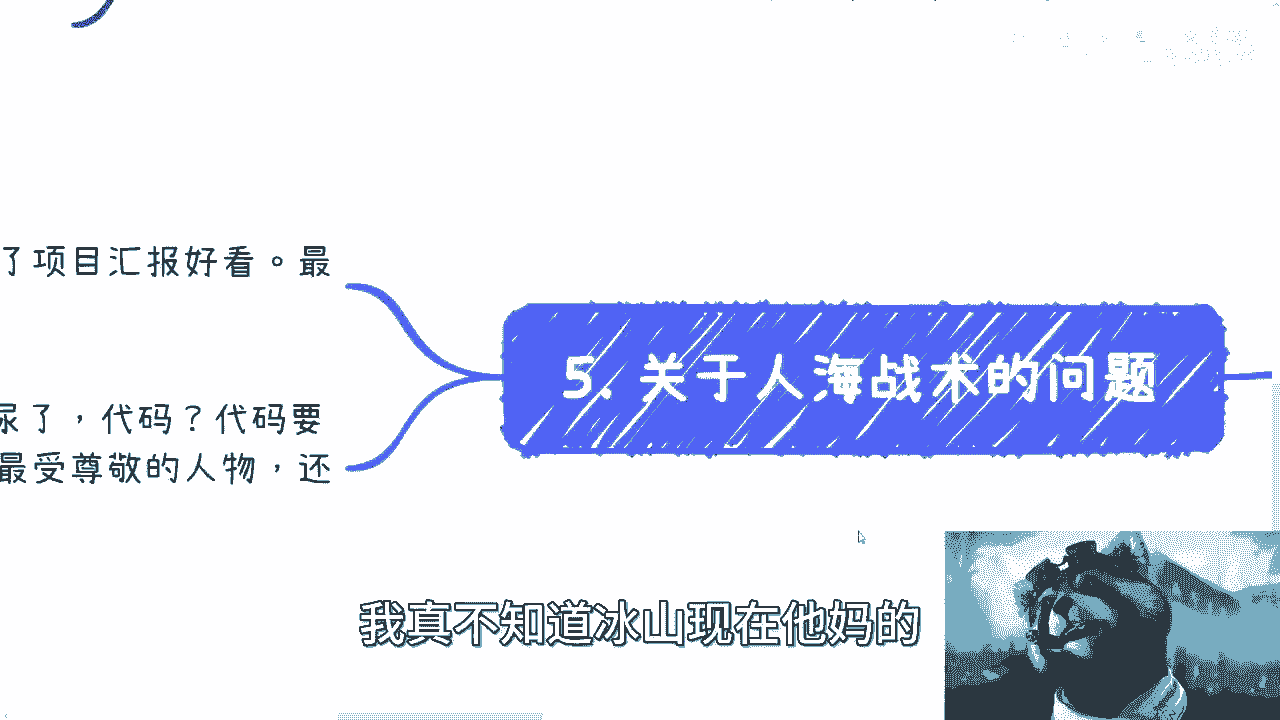 了项目汇报好看。最
5. 关于人海战术的问题
尿了，代码？代码要
最受尊敬的人物，还
我真不知道冰山现在他妈的